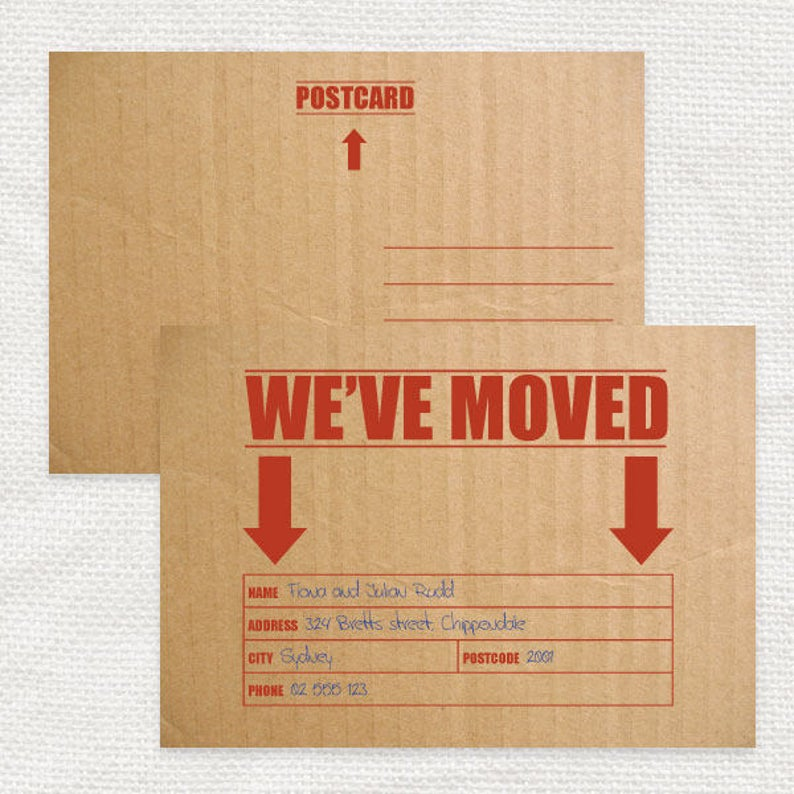 POSTCARD
WE'VE MOVED
NAME Fiona and Julian Rudd
ADDRESS 324 Bretts street, Chippendale
CITY Sydney POSTCODE 2007
PHONE 02 555 123